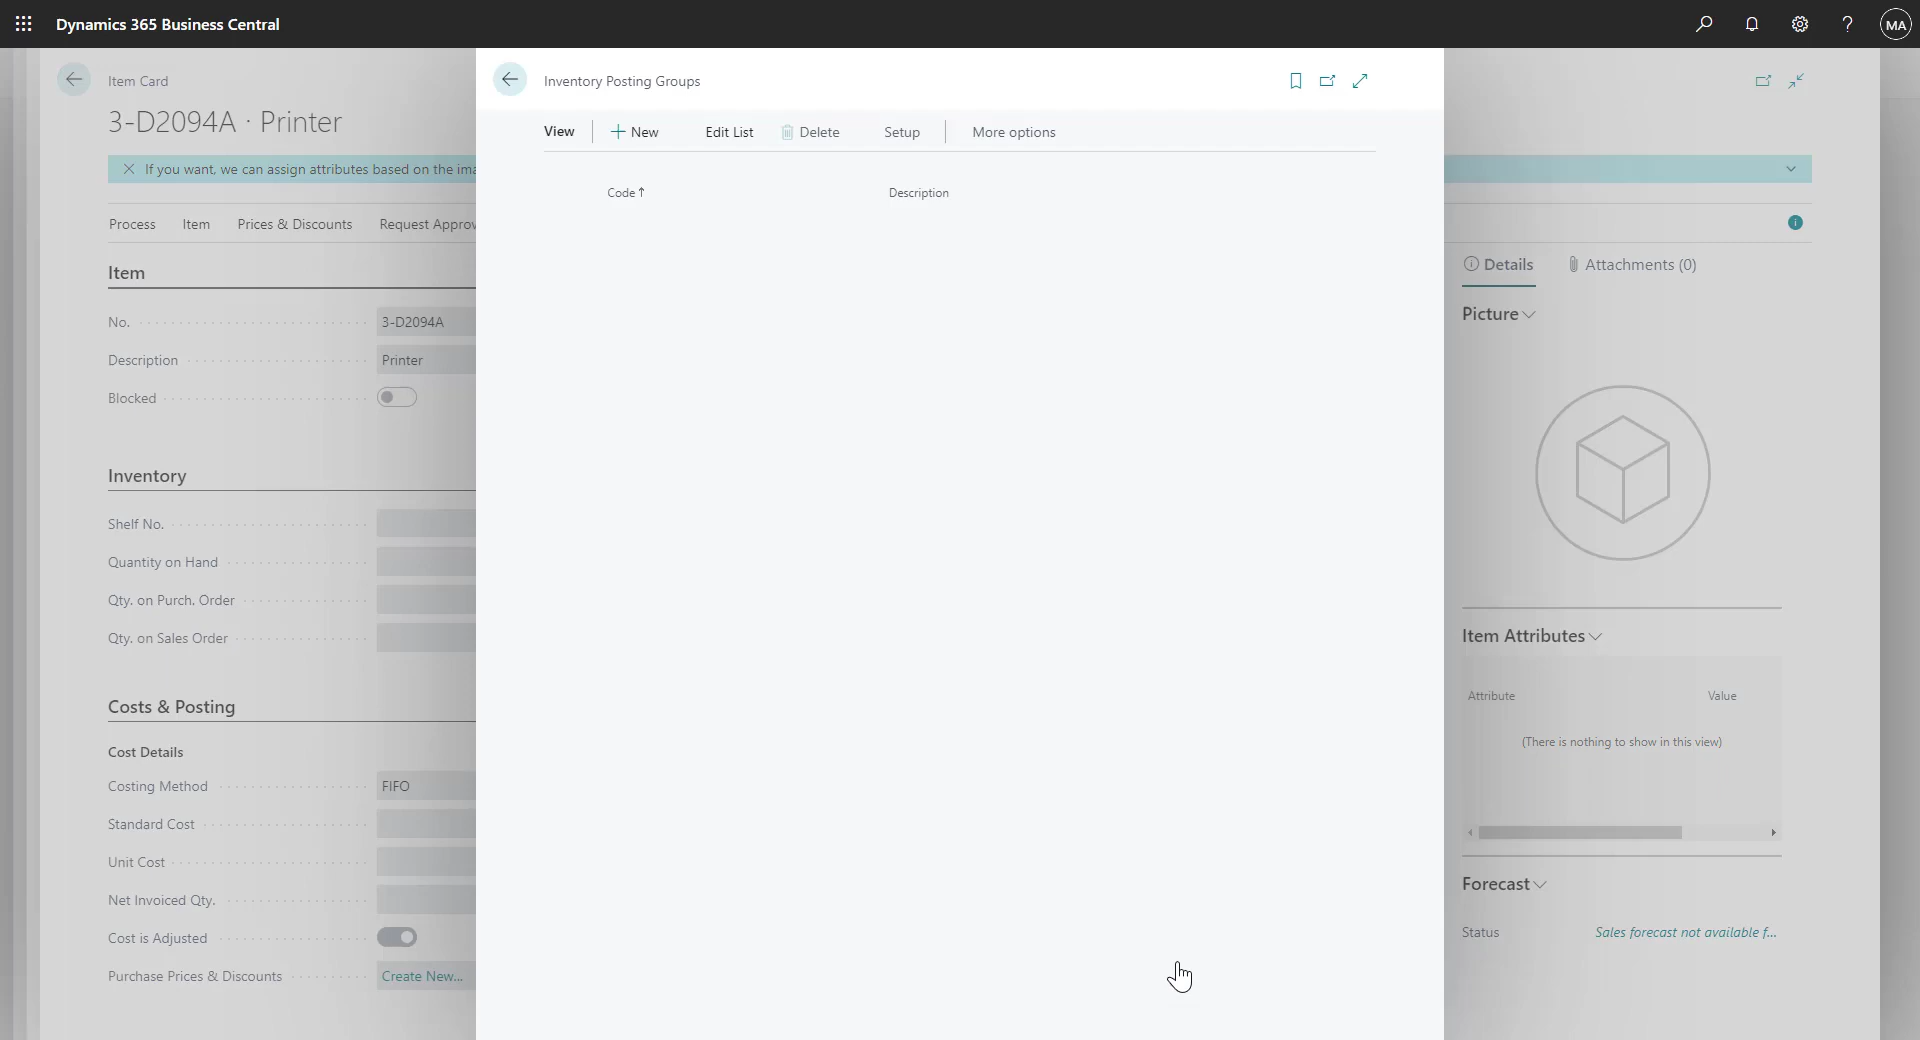 Dynamics 365 Business Central
MA
Item Card
3-D2094A · Printer
If you want, we can assign attributes based on the ima
Process Item Prices & Discounts Request Approv
Item
No. 3-D2094A
Description Printer
Blocked
Inventory
Shelf No.
Quantity on Hand
Qty. on Purch. Order
Qty. on Sales Order
Costs & Posting
Cost Details
Costing Method FIFO
Standard Cost
Unit Cost
Net Invoiced Qty.
Cost is Adjusted
Purchase Prices & Discounts Create New...
Inventory Posting Groups
View New Edit List Delete Setup More options
Code ↑ Description
Details Attachments (0)
Picture
Item Attributes
Attribute Value
(There is nothing to show in this view)
Forecast
Status Sales forecast not available f...